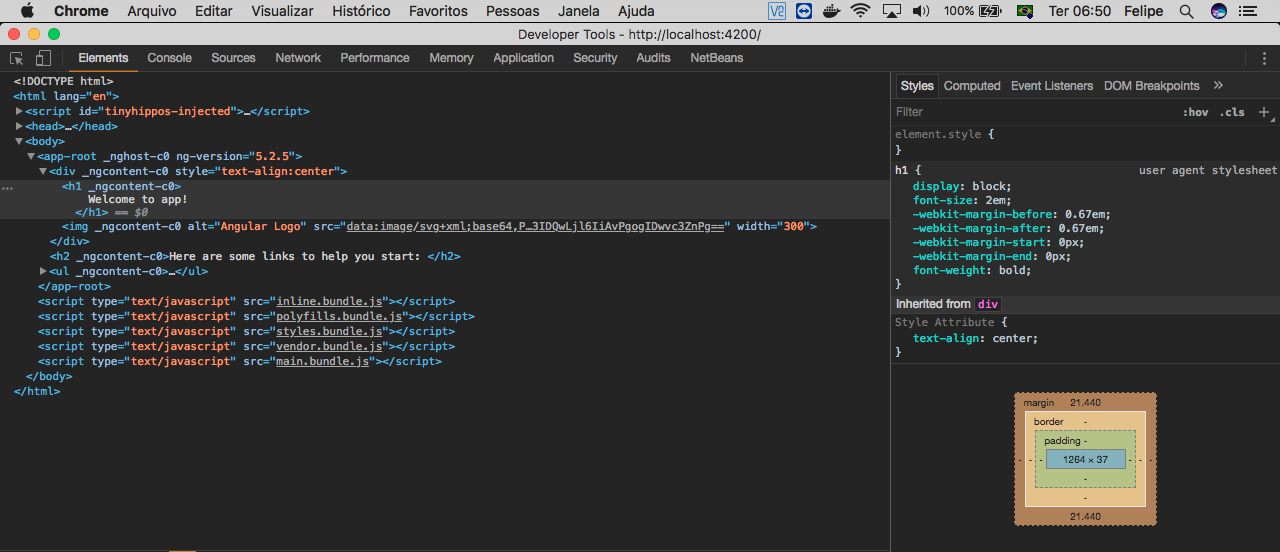 Chrome Arquivo Editar Visualizar Histórico Favoritos Pessoas Janela Ajuda 100% Ter 06:50 Felipe
Developer Tools - http://localhost:4200/
Elements Console Sources Network Performance Memory Application Security Audits NetBeans
<!DOCTYPE html>
<html lang="en">
<script id="tinyhippos-injected">…</script>
<head>…</head>
<body>
<app-root _nghost-c0 ng-version="5.2.5">
<div _ngcontent-c0 style="text-align:center">
<h1 _ngcontent-c0>
Welcome to app!
</h1> == $0
<img _ngcontent-c0 alt="Angular Logo" src="data:image/svg+xml;base64,P…3IDQwLjl6IiAvPgogIDwvc3ZnPg==" width="300">
</div>
<h2 _ngcontent-c0>Here are some links to help you start: </h2>
<ul _ngcontent-c0>…</ul>
</app-root>
<script type="text/javascript" src="inline.bundle.js"></script>
<script type="text/javascript" src="polyfills.bundle.js"></script>
<script type="text/javascript" src="styles.bundle.js"></script>
<script type="text/javascript" src="vendor.bundle.js"></script>
<script type="text/javascript" src="main.bundle.js"></script>
</body>
</html>
Styles Computed Event Listeners DOM Breakpoints »
Filter :hov .cls +
element.style {
}
h1 { user agent stylesheet
display: block;
font-size: 2em;
-webkit-margin-before: 0.67em;
-webkit-margin-after: 0.67em;
-webkit-margin-start: 0px;
-webkit-margin-end: 0px;
font-weight: bold;
}
Inherited from div
Style Attribute {
text-align: center;
}
margin 21.440
border -
padding -
- - - 1264 × 37 - - -
-
-
21.440